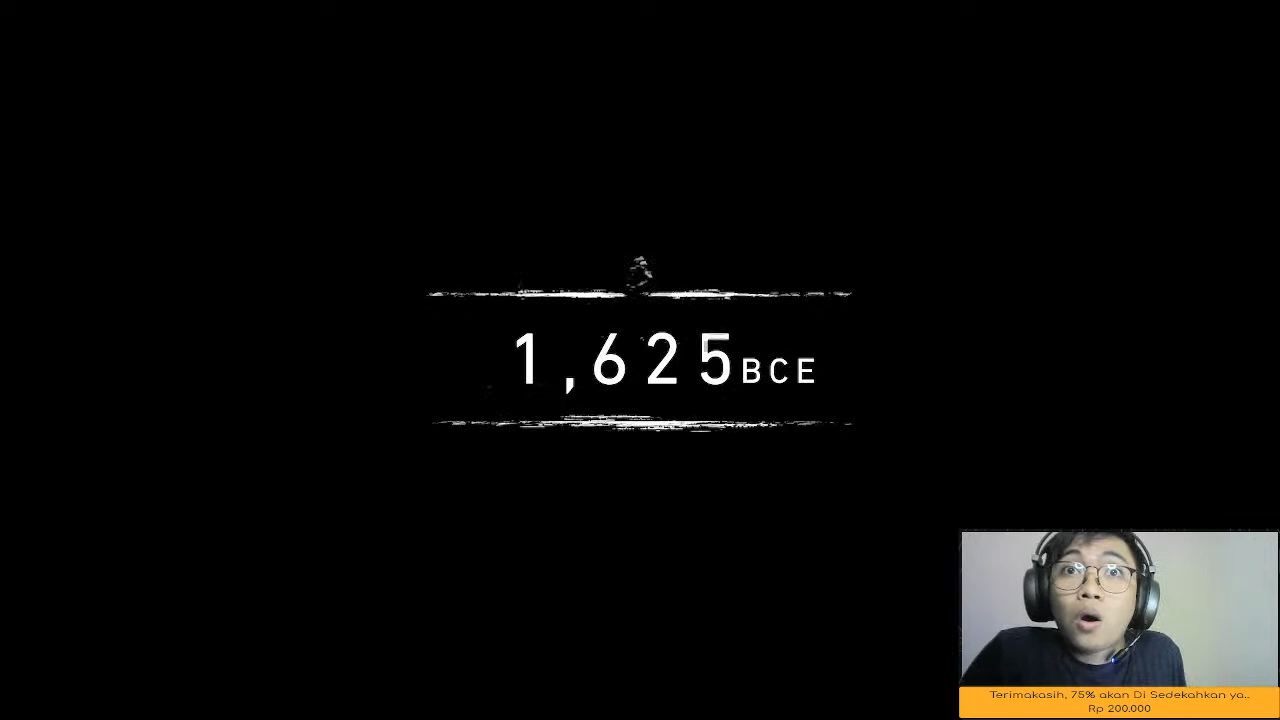 1,625BCE
Terimakasih, 75% akan Di Sedekahkan ya..
Rp 200.000